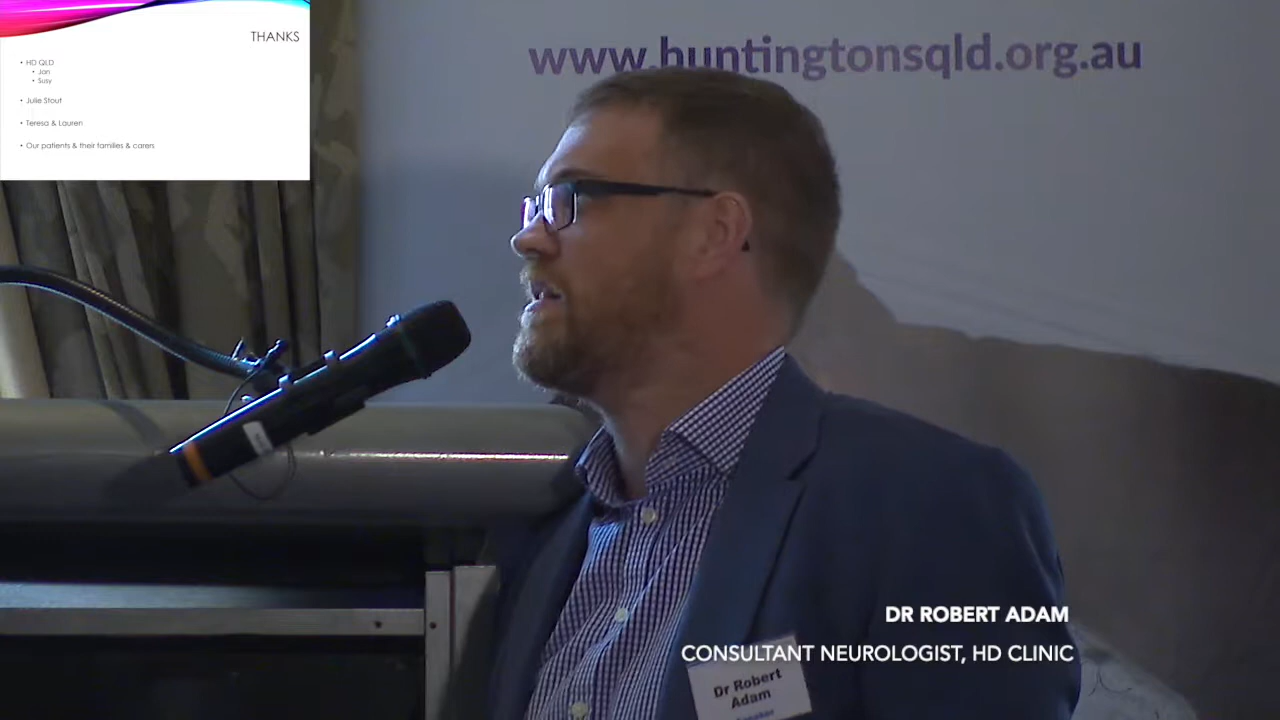 THANKS
• HD QLD
• Jan
• Susy
• Julie Stout
• Teresa & Lauren
• Our patients & their families & carers
www.huntingtonsqld.org.au
DR ROBERT ADAM
CONSULTANT NEUROLOGIST, HD CLINIC
Dr Robert
Adam